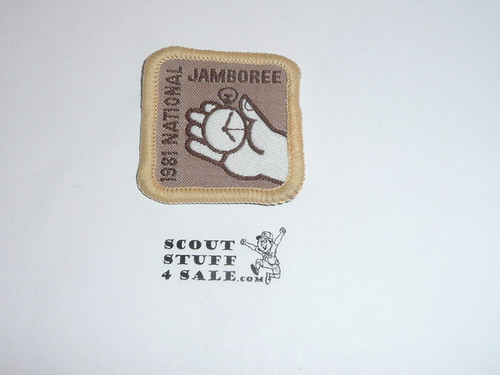 1981 NATIONAL
JAMBOREE
SCOUT
STUFF
4 SALE.COM